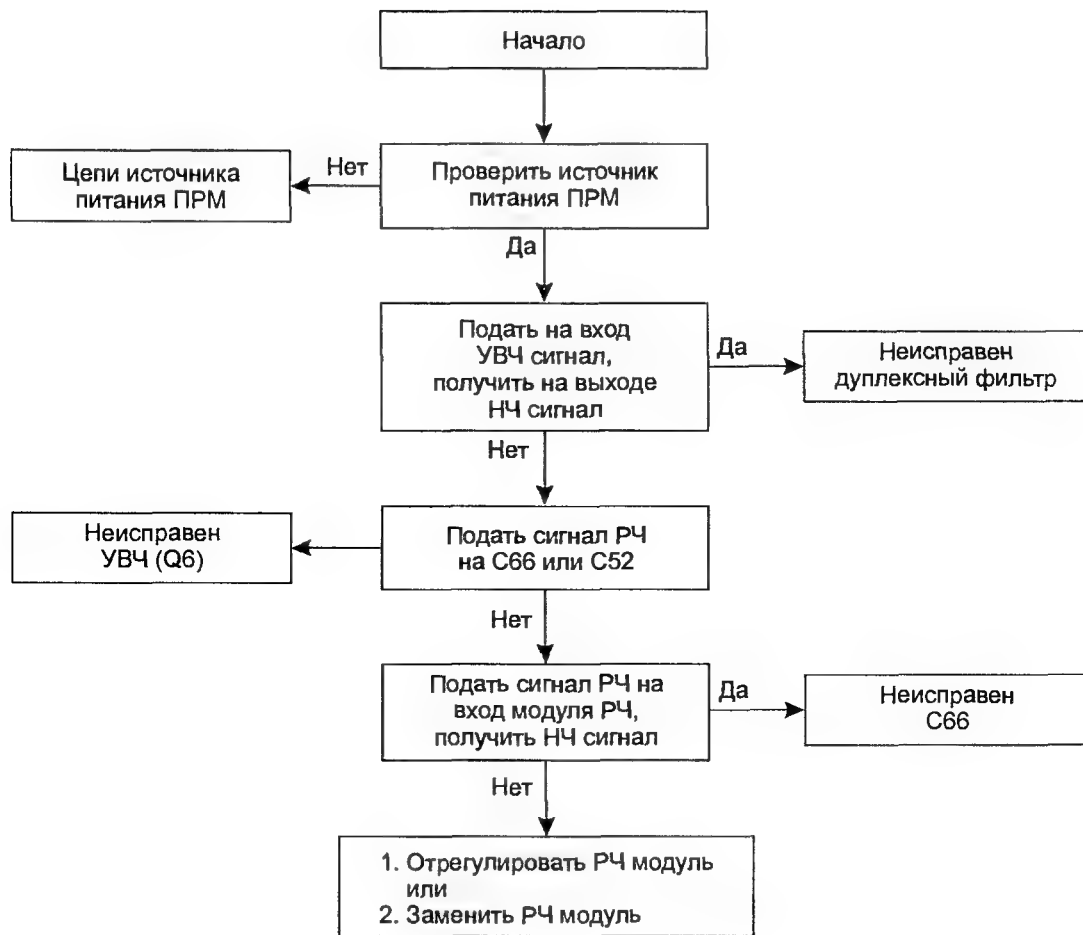 Начало
Нет
Цепи источника
питания ПРМ
Проверить источник
питания ПРМ
Да
Подать на вход
УВЧ сигнал,
получить на выходе
НЧ сигнал
Да
Неисправен
дуплексный фильтр
Нет
Неисправен
УВЧ (Q6)
Подать сигнал РЧ
на С66 или С52
Нет
Подать сигнал РЧ на
вход модуля РЧ,
получить НЧ сигнал
Да
Неисправен
С66
Нет
1. Отрегулировать РЧ модуль
или
2. Заменить РЧ модуль